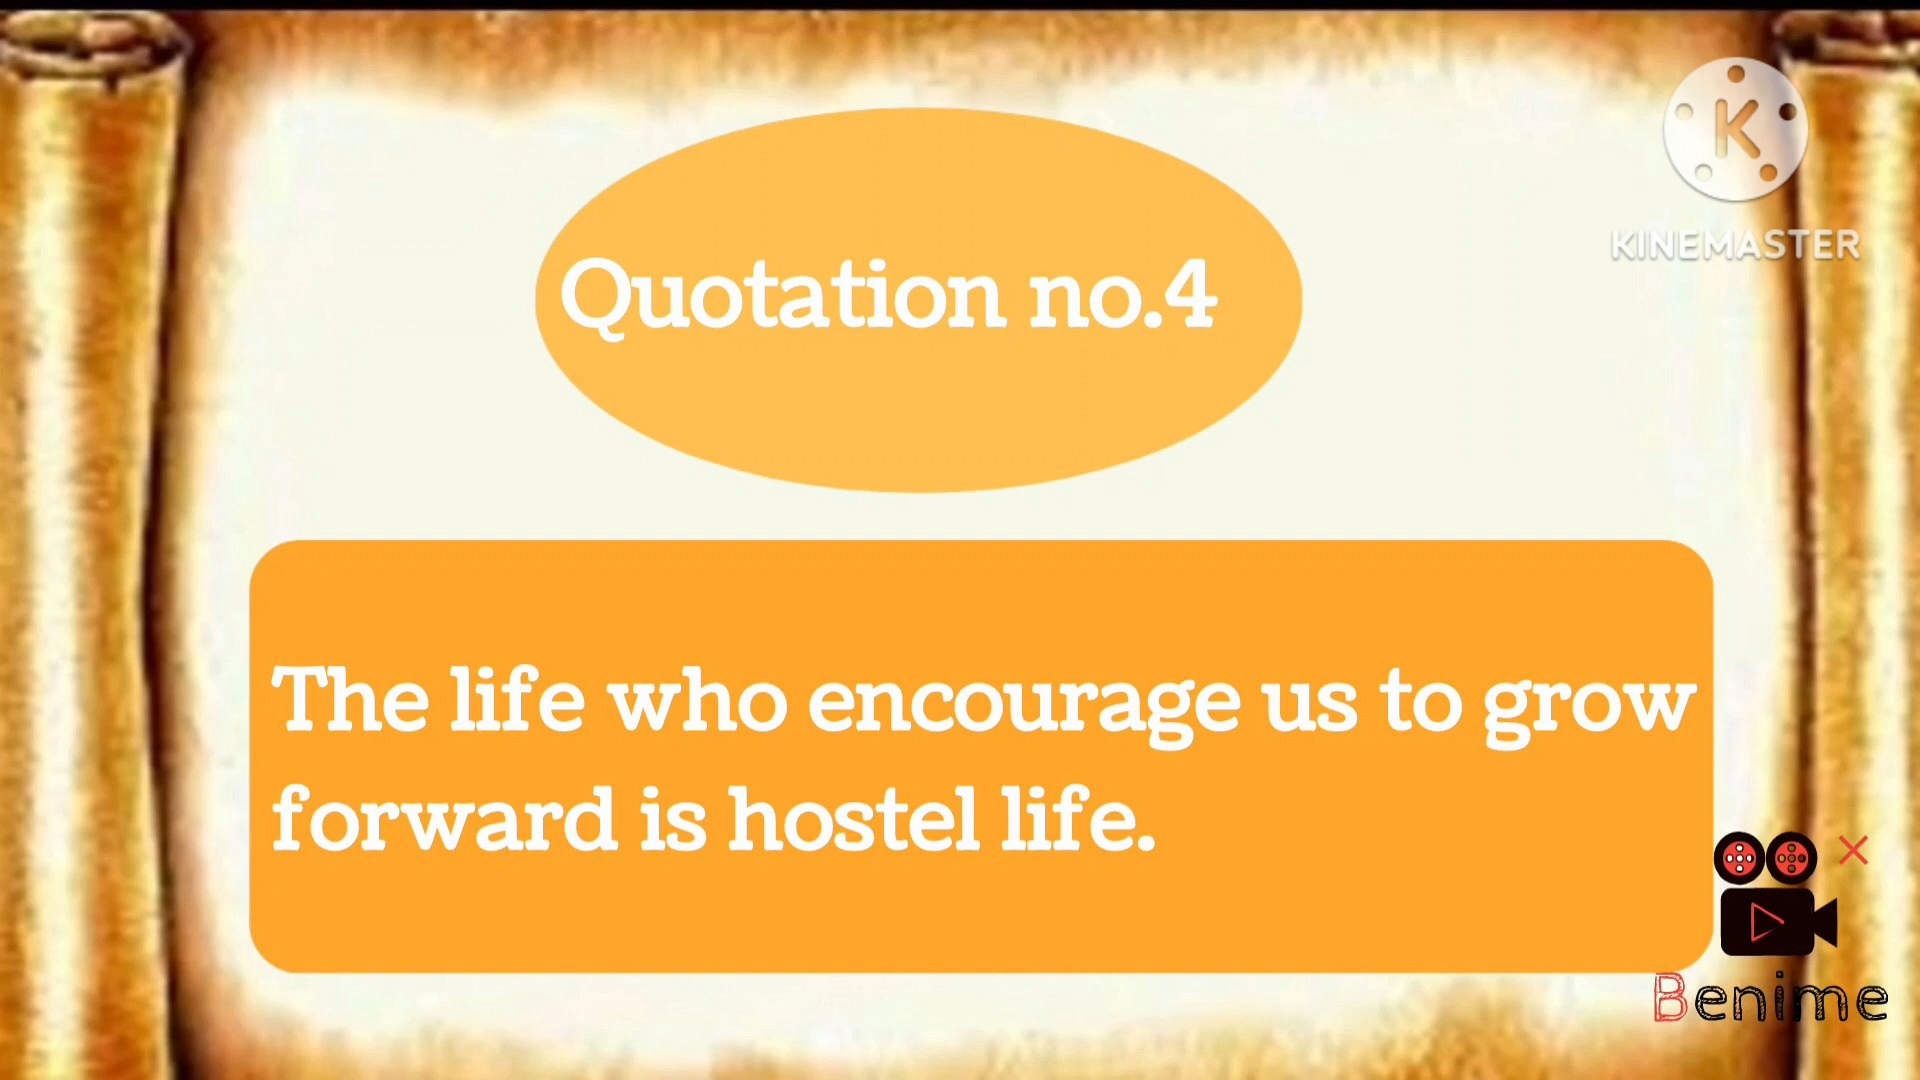 K
KINEMASTER
Quotation no.4
The life who encourage us to grow
forward is hostel life.
Benime